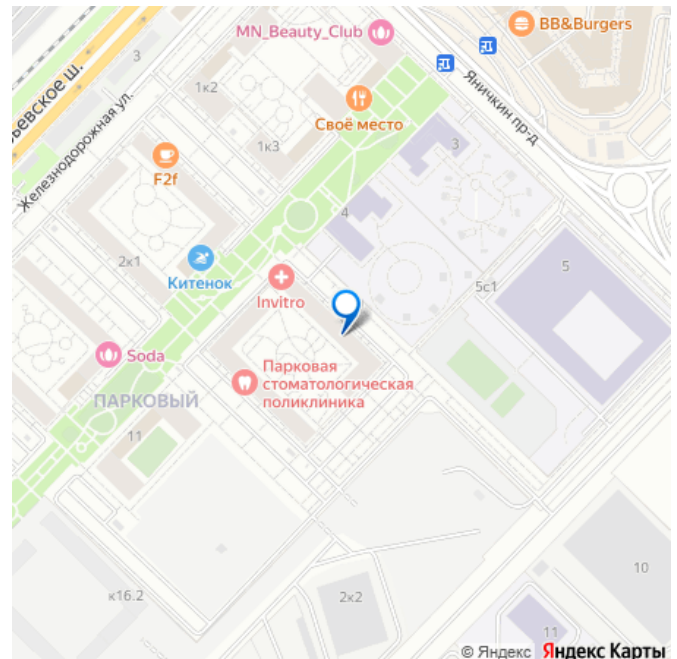 MN_Beauty_Club
BB&Burgers
3
ьевское ш.
1к2
Своё место
Яничкин пр-д
Железнодорожная ул.
1к3
3
F2f
4
2к1
Китенок
5
Invitro
5с1
Soda
Парковая
стоматологическая
поликлиника
ПАРКОВЫЙ
11
10
к16.2
2к2
11
© Яндекс Яндекс Карты